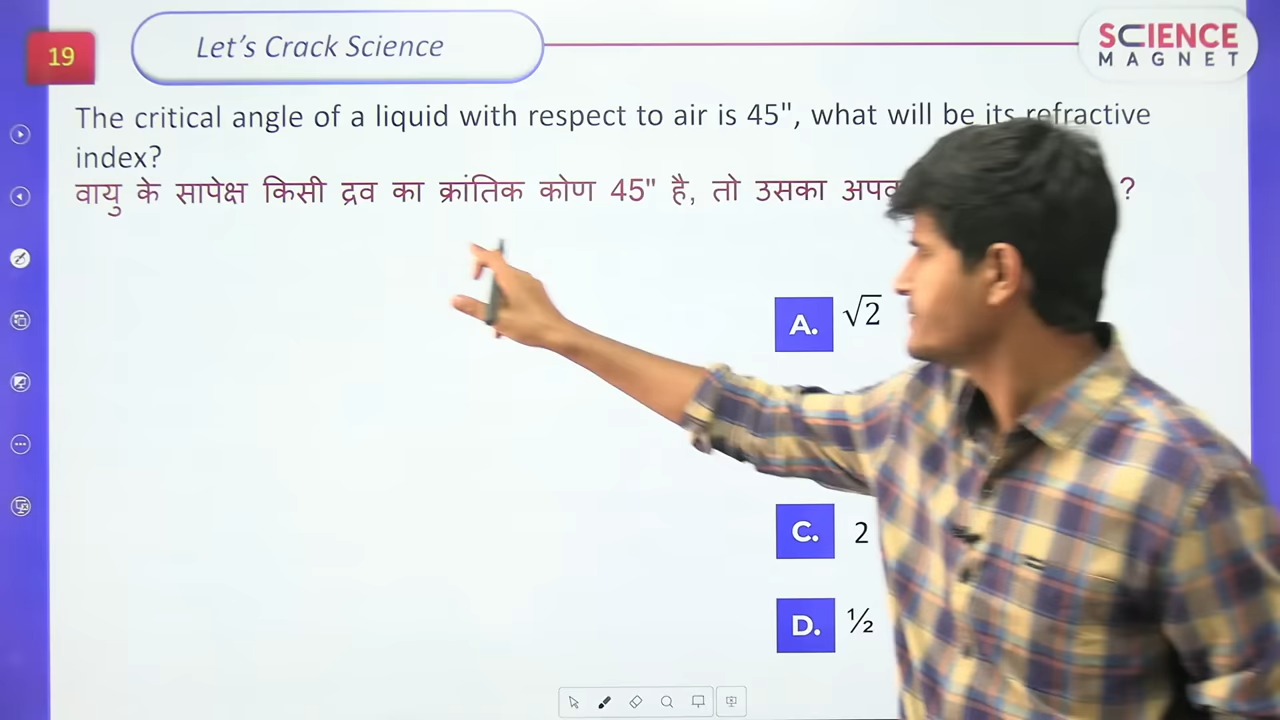 19
Let's Crack Science
SCIENCE
MAGNET
The critical angle of a liquid with respect to air is 45", what will be its refractive
index?
वायु के सापेक्ष किसी द्रव का क्रांतिक कोण 45" है, तो उसका ?
A. √2
C. 2
D. ½